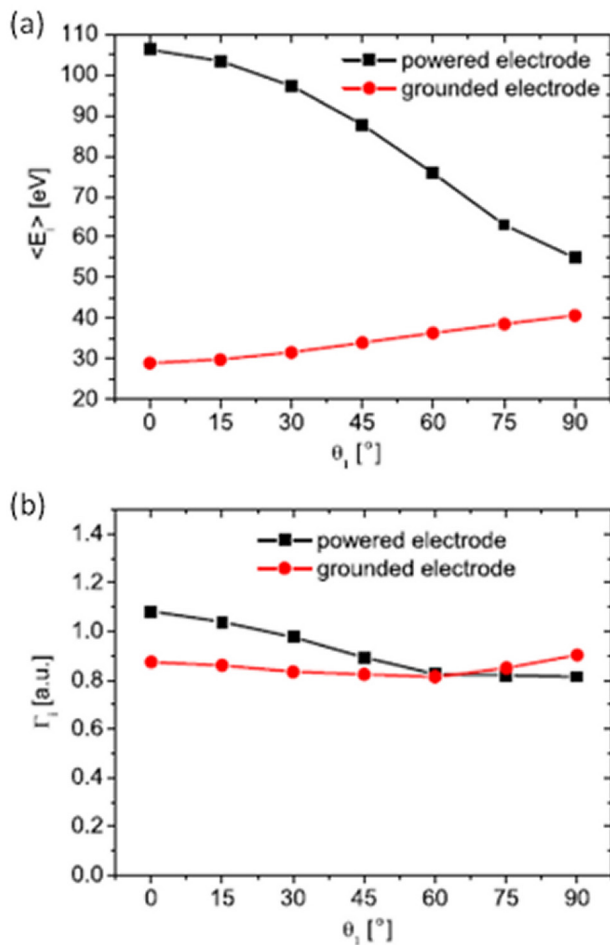 (a)
110
100
90
80
70
60
50
40
30
20
<E_i> [eV]
powered electrode
grounded electrode
0 15 30 45 60 75 90
θ_1 [°]
(b)
1.4
1.2
1.0
0.8
0.6
0.4
0.2
0.0
Γ_i [a.u.]
powered electrode
grounded electrode
0 15 30 45 60 75 90
θ_1 [°]